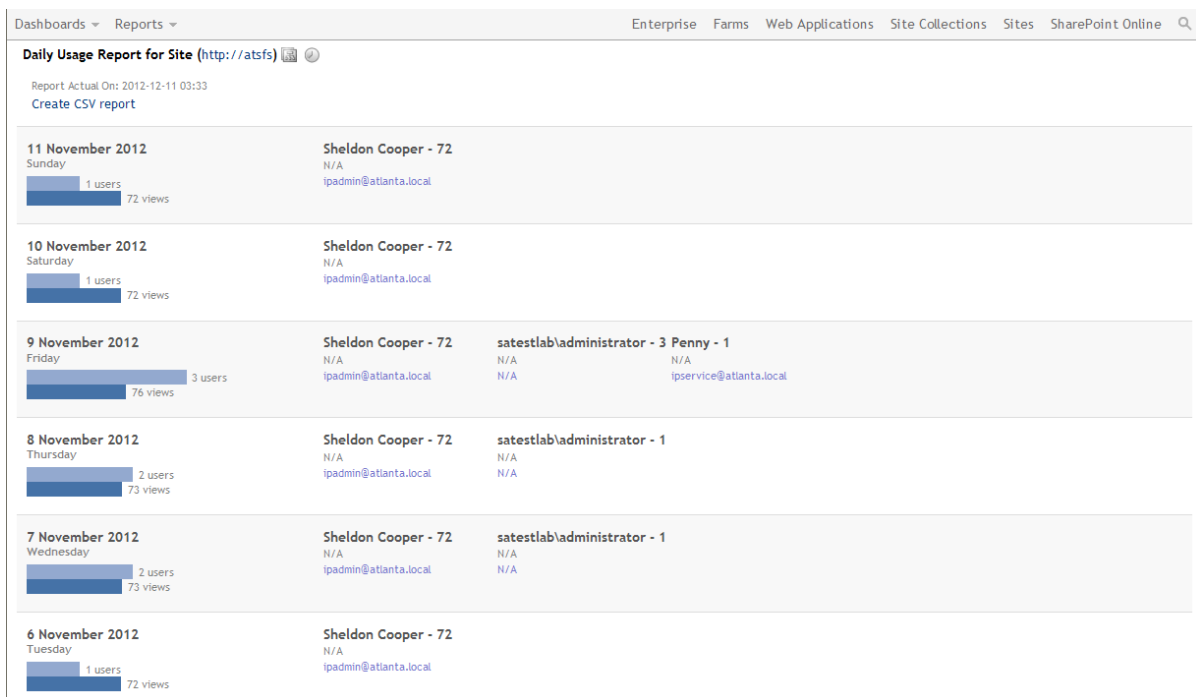 Dashboards Reports Enterprise Farms Web Applications Site Collections Sites SharePoint Online
Daily Usage Report for Site (http://atsfs)
Report Actual On: 2012-12-11 03:33
Create CSV report
11 November 2012 Sheldon Cooper - 72
Sunday N/A
1 users ipadmin@atlanta.local
72 views
10 November 2012 Sheldon Cooper - 72
Saturday N/A
1 users ipadmin@atlanta.local
72 views
9 November 2012 Sheldon Cooper - 72 satestlab\administrator - 3 Penny - 1
Friday N/A N/A N/A
3 users ipadmin@atlanta.local N/A ipservice@atlanta.local
76 views
8 November 2012 Sheldon Cooper - 72 satestlab\administrator - 1
Thursday N/A N/A
2 users ipadmin@atlanta.local N/A
73 views
7 November 2012 Sheldon Cooper - 72 satestlab\administrator - 1
Wednesday N/A N/A
2 users ipadmin@atlanta.local N/A
73 views
6 November 2012 Sheldon Cooper - 72
Tuesday N/A
1 users ipadmin@atlanta.local
72 views